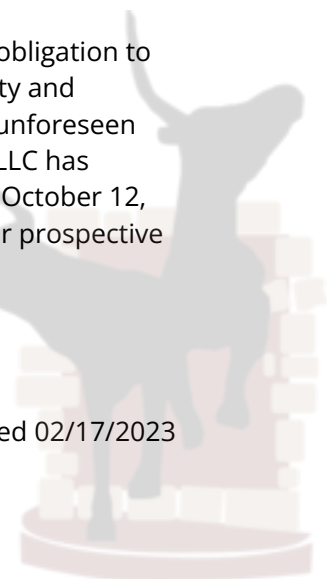 obligation to
ty and
unforeseen
LLC has
October 12,
r prospective
ed 02/17/2023